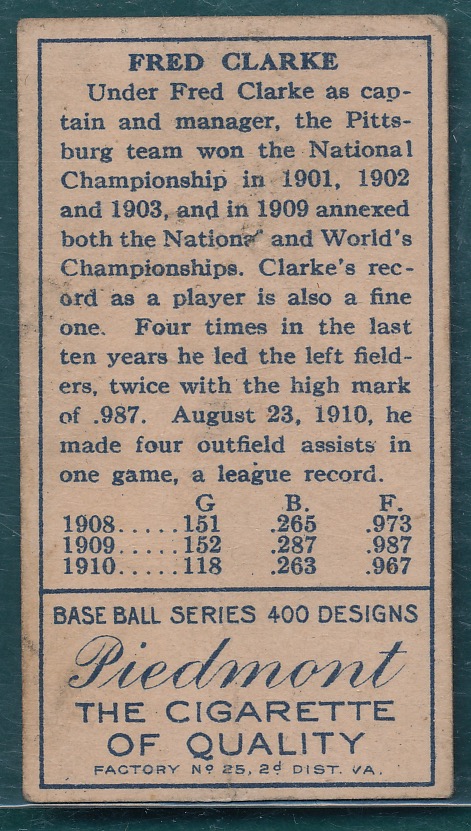 FRED CLARKE
Under Fred Clarke as cap-
tain and manager, the Pitts-
burg team won the National
Championship in 1901, 1902
and 1903, and in 1909 annexed
both the National and World's
Championships. Clarke's rec-
ord as a player is also a fine
one. Four times in the last
ten years he led the left field-
ers, twice with the high mark
of .987. August 23, 1910, he
made four outfield assists in
one game, a league record.
G B. F.
1908.....151 .265 .973
1909.....152 .287 .987
1910.....118 .263 .967
BASE BALL SERIES 400 DESIGNS
Piedmont
THE CIGARETTE
OF QUALITY
FACTORY No 25, 2d DIST. VA.